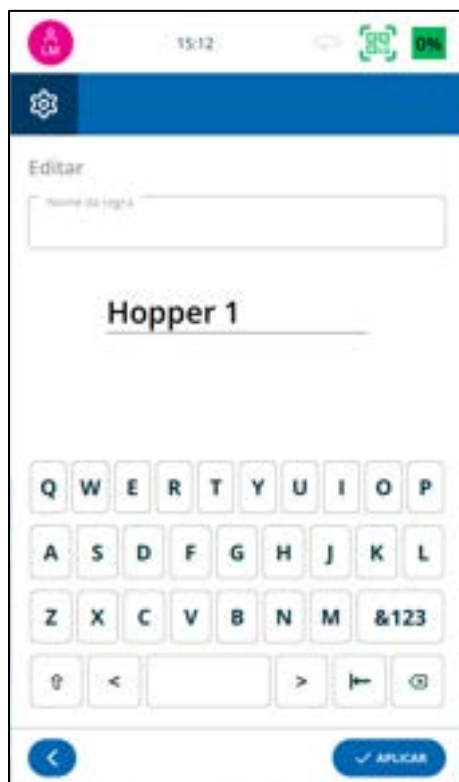 LM 15:12 0%
Editar
Nome da regra
Hopper 1
Q W E R T Y U I O P
A S D F G H J K L
Z X C V B N M &123
< >
APLICAR